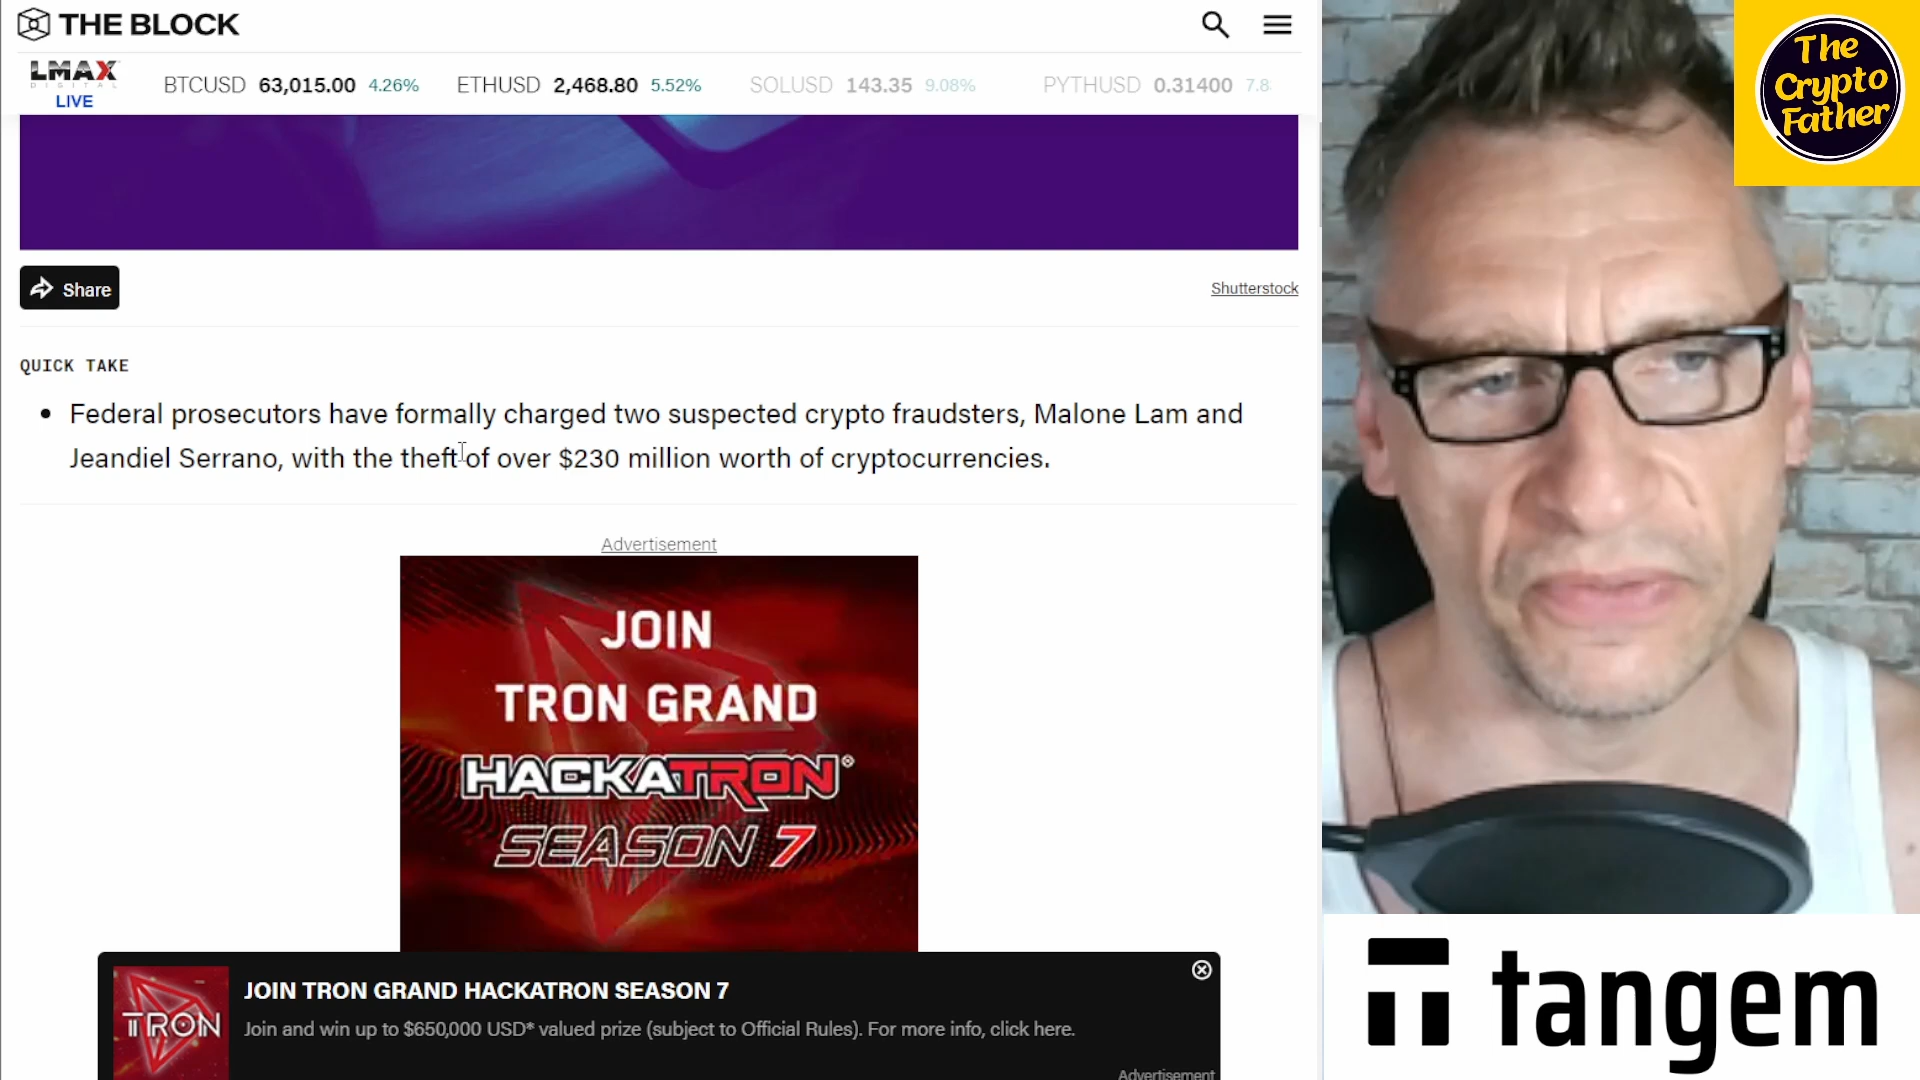 THE BLOCK
LMAX
DIGITAL
LIVE
BTCUSD 63,015.00 4.26% ETHUSD 2,468.80 5.52% SOLUSD 143.35 9.08% PYTHUSD 0.31400 7.8
The
Crypto
Father
Share
Shutterstock
QUICK TAKE
• Federal prosecutors have formally charged two suspected crypto fraudsters, Malone Lam and
Jeandiel Serrano, with the theft of over $230 million worth of cryptocurrencies.
Advertisement
JOIN
TRON GRAND
HACKATRON®
SEASON 7
TRON
JOIN TRON GRAND HACKATRON SEASON 7
Join and win up to $650,000 USD* valued prize (subject to Official Rules). For more info, click here.
Advertisement
tangem